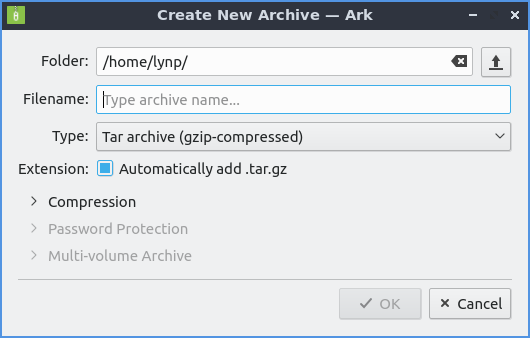 Create New Archive — Ark
Folder: /home/lynp/
Filename: Type archive name...
Type: Tar archive (gzip-compressed)
Extension: Automatically add .tar.gz
Compression
Password Protection
Multi-volume Archive
OK Cancel